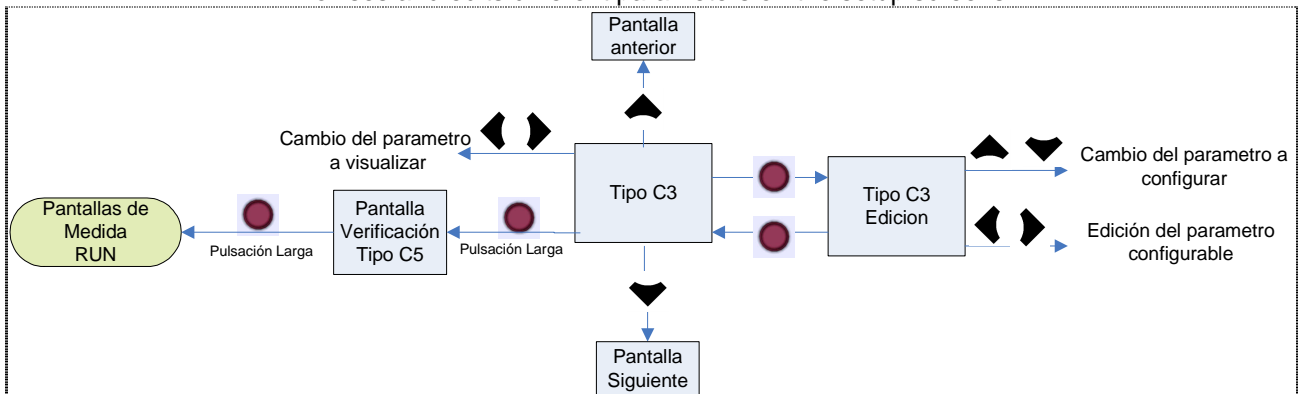 Pantalla
anterior
Cambio del parametro
a visualizar
Tipo C3
Tipo C3
Edicion
Cambio del parametro a
configurar
Pantallas de
Medida
RUN
Pulsación Larga
Pantalla
Verificación
Tipo C5
Pulsación Larga
Edición del parametro
configurable
Pantalla
Siguiente